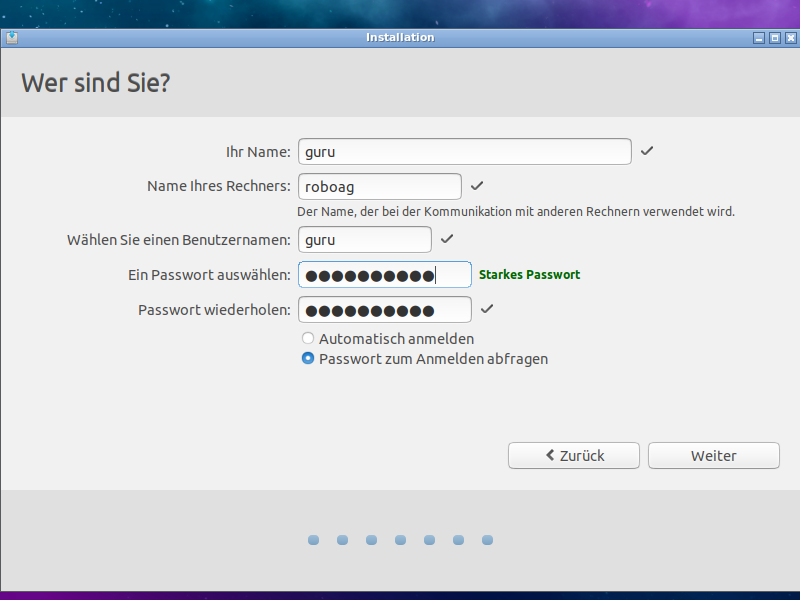 Installation
Wer sind Sie?
Ihr Name: guru
Name Ihres Rechners: roboag
Der Name, der bei der Kommunikation mit anderen Rechnern verwendet wird.
Wählen Sie einen Benutzernamen: guru
Ein Passwort auswählen: ●●●●●●●●●● Starkes Passwort
Passwort wiederholen: ●●●●●●●●●●
Automatisch anmelden
Passwort zum Anmelden abfragen
Zurück Weiter